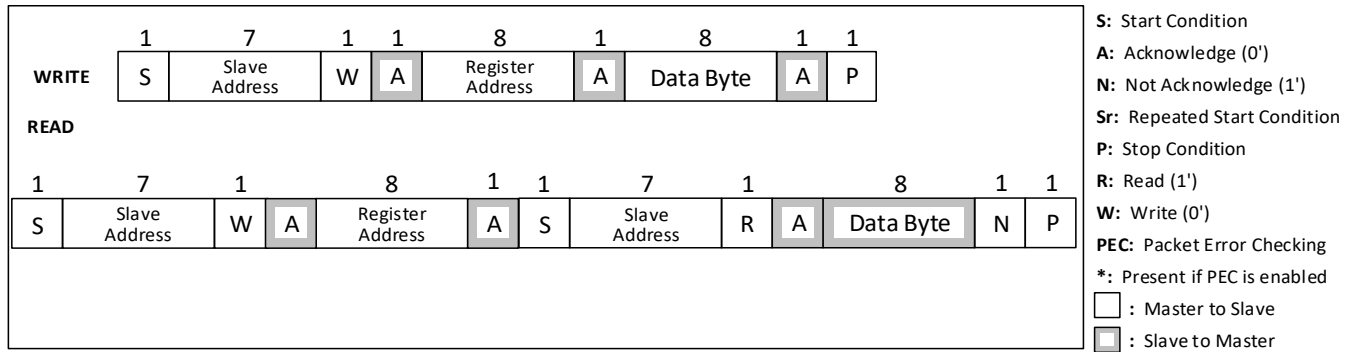 1 7 1 1 8 1 8 1 1
WRITE S Slave Address W A Register Address A Data Byte A P
READ
1 7 1 8 1 1 7 1 8 1 1
S Slave Address W A Register Address A S Slave Address R A Data Byte N P
S: Start Condition
A: Acknowledge (0')
N: Not Acknowledge (1')
Sr: Repeated Start Condition
P: Stop Condition
R: Read (1')
W: Write (0')
PEC: Packet Error Checking
*: Present if PEC is enabled
: Master to Slave
: Slave to Master